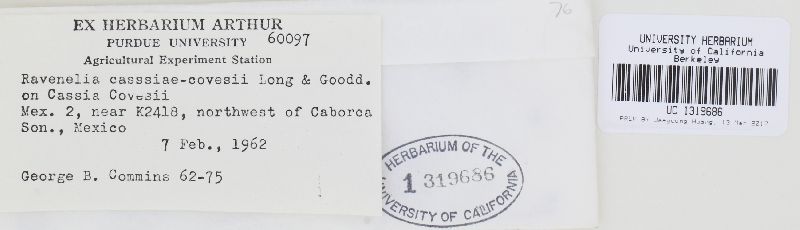 EX HERBARIUM ARTHUR
PURDUE UNIVERSITY 60097
Agricultural Experiment Station
Ravenelia casssiae-covesii Long & Goodd.
on Cassia Covesii
Mex. 2, near K2418, northwest of Caborca
Son., Mexico
7 Feb., 1962
George B. Cummins 62-75
76
HERBARIUM OF THE
1 319686
UNIVERSITY OF CALIFORNIA
UNIVERSITY HERBARIUM
University of California
Berkeley
UC 1319686